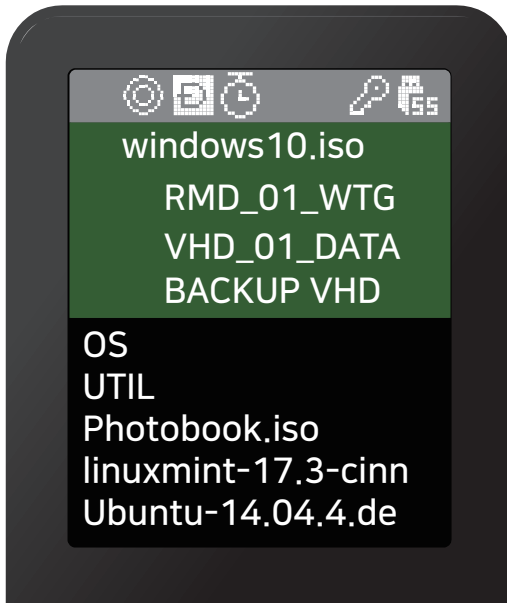 SS
windows10.iso
RMD_01_WTG
VHD_01_DATA
BACKUP VHD
OS
UTIL
Photobook.iso
linuxmint-17.3-cinn
Ubuntu-14.04.4.de